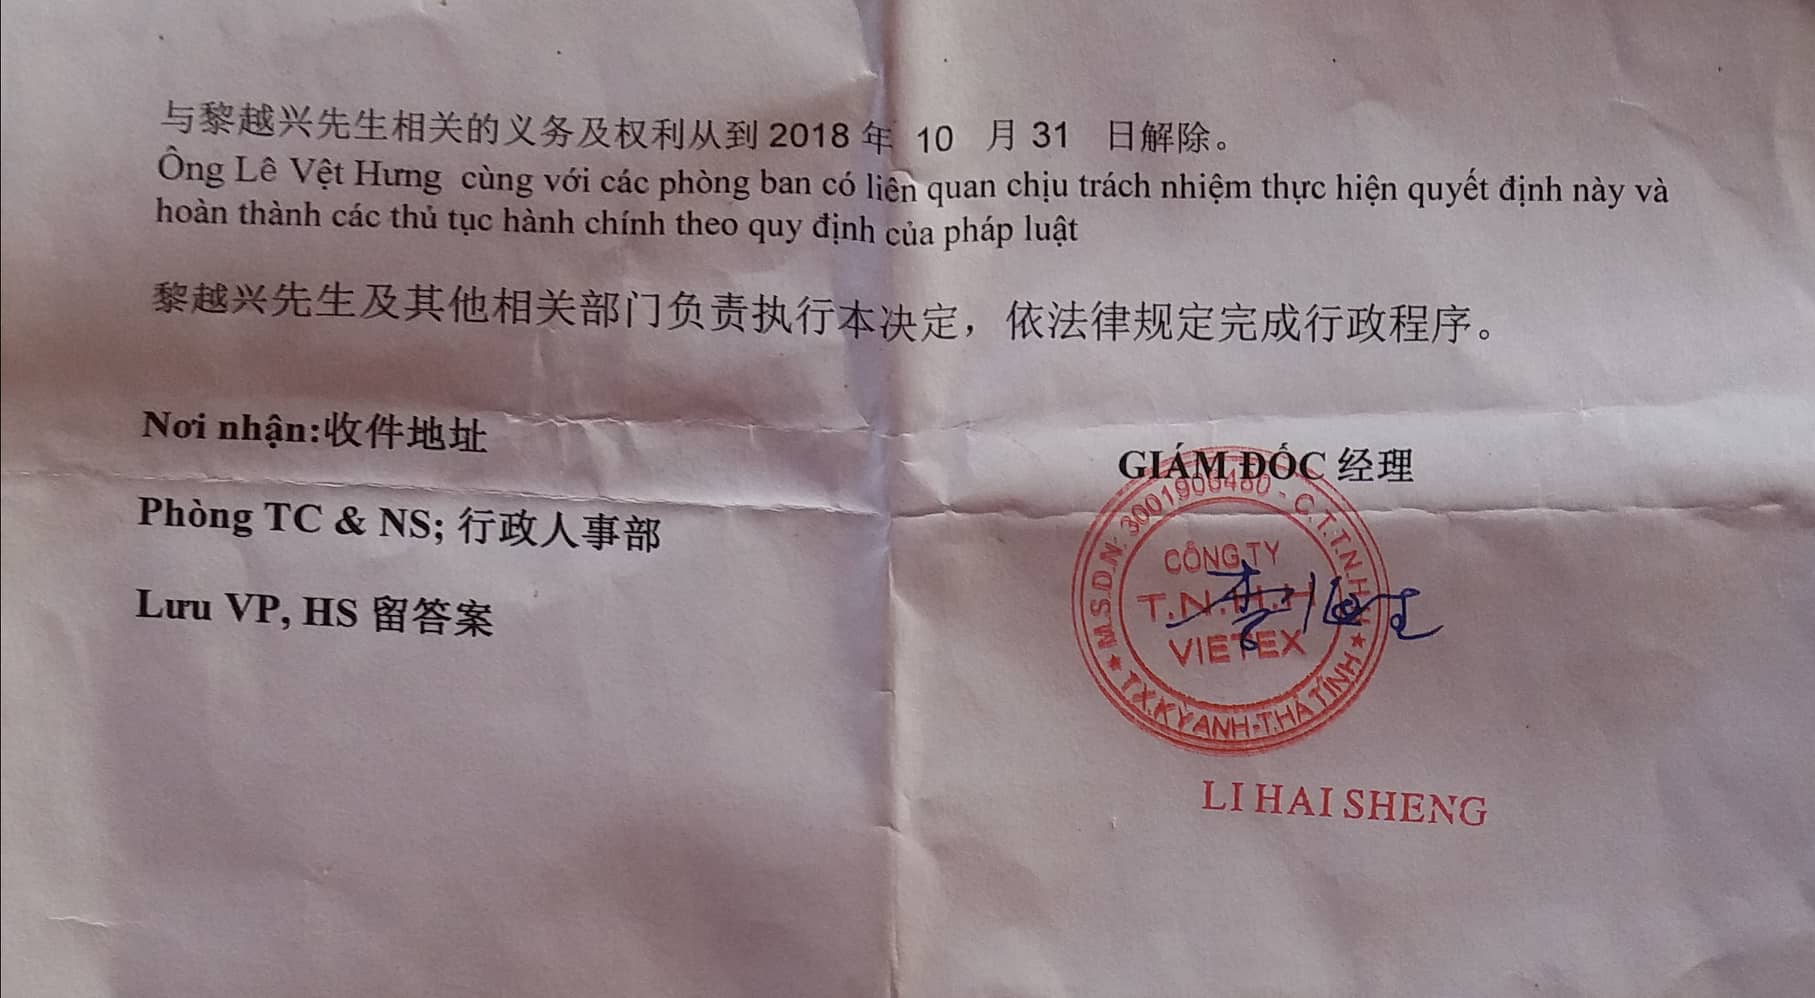 与黎越兴先生相关的义务及权利从到 2018 年 10 月 31 日解除。
Ông Lê Vệt Hưng cùng với các phòng ban có liên quan chịu trách nhiệm thực hiện quyết định này và
hoàn thành các thủ tục hành chính theo quy định của pháp luật
黎越兴先生及其他相关部门负责执行本决定，依法律规定完成行政程序。
Nơi nhận:收件地址
Phòng TC & NS; 行政人事部
Lưu VP, HS 留答案
GIÁM ĐỐC 经理
M.S.D.N: 3001906480 - C.T.T.N.H.H
CÔNG TY
T.N.H.H
VIETEX
TX.KỲ ANH-T.HÀ TĨNH
LI HAI SHENG